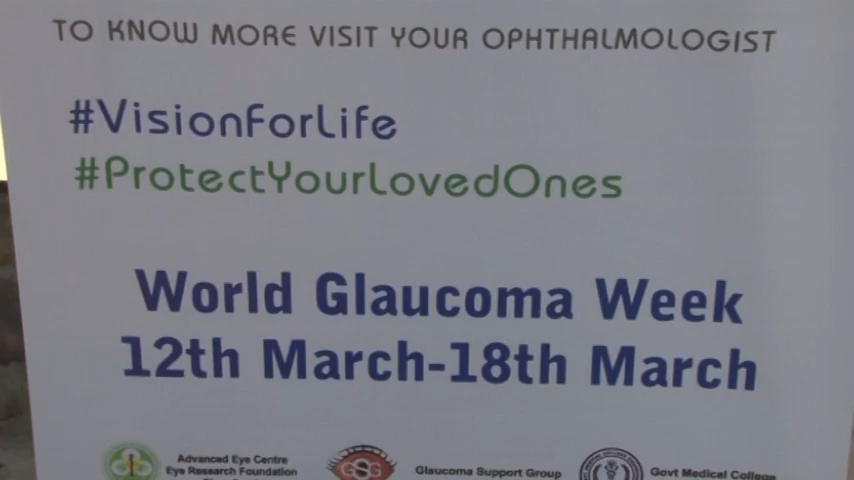 TO KNOW MORE VISIT YOUR OPHTHALMOLOGIST
#VisionForLife
#ProtectYourLovedOnes
World Glaucoma Week
12th March-18th March
Advanced Eye Centre
Eye Research Foundation
GSG
Glaucoma Support Group
Govt Medical College